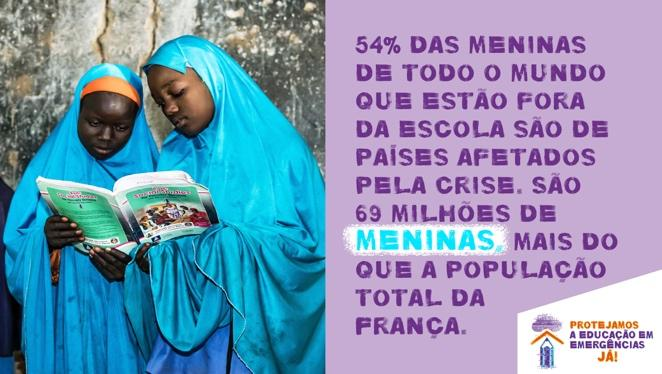 54% DAS MENINAS
DE TODO O MUNDO
QUE ESTÃO FORA
DA ESCOLA SÃO DE
PAÍSES AFETADOS
PELA CRISE. SÃO
69 MILHÕES DE
MENINAS, MAIS DO
QUE A POPULAÇÃO
TOTAL DA
FRANÇA.
PROTEJAMOS
A EDUCAÇÃO EM
EMERGÊNCIAS
JÁ!